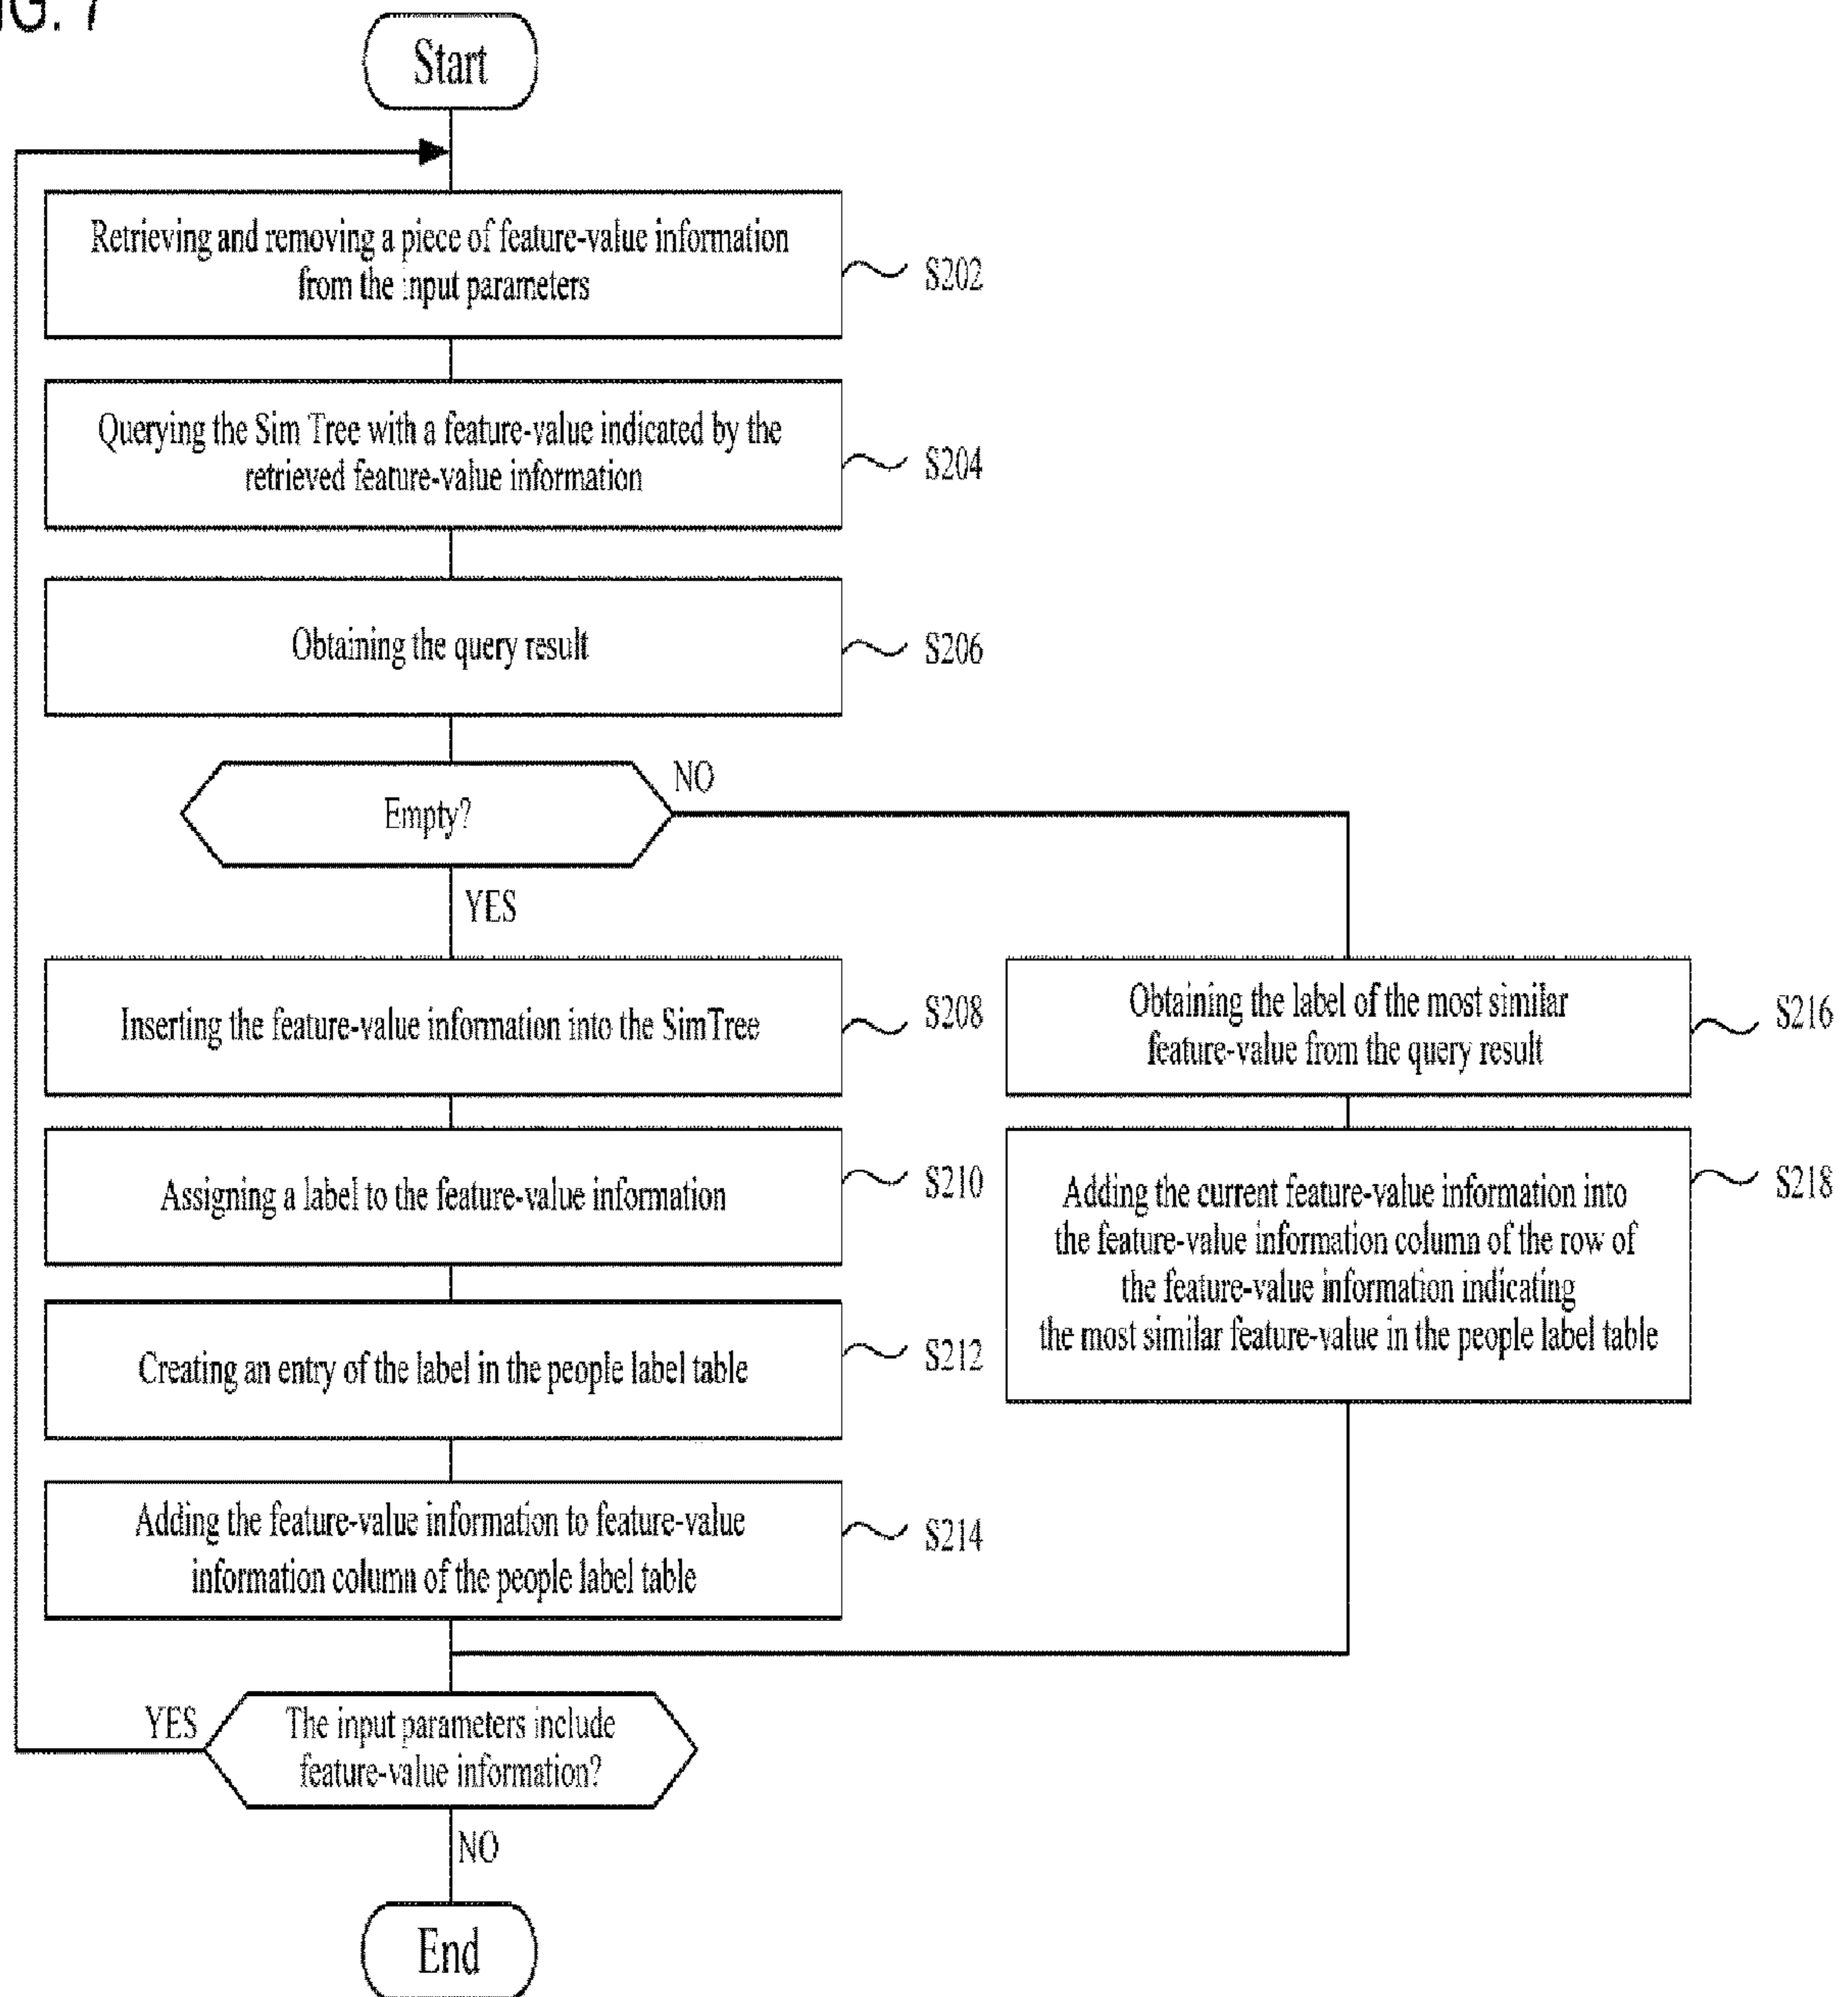 FIG. 7
Start
Retrieving and removing a piece of feature-value information
from the input parameters
S202
Querying the Sim Tree with a feature-value indicated by the
retrieved feature-value information
S204
Obtaining the query result
S206
Empty?
NO
YES
Inserting the feature-value information into the SimTree
S208
Assigning a label to the feature-value information
S210
Creating an entry of the label in the people label table
S212
Adding the feature-value information to feature-value
information column of the people label table
S214
Obtaining the label of the most similar
feature-value from the query result
S216
Adding the current feature-value information into
the feature-value information column of the row of
the feature-value information indicating
the most similar feature-value in the people label table
S218
The input parameters include
feature-value information?
YES
NO
End